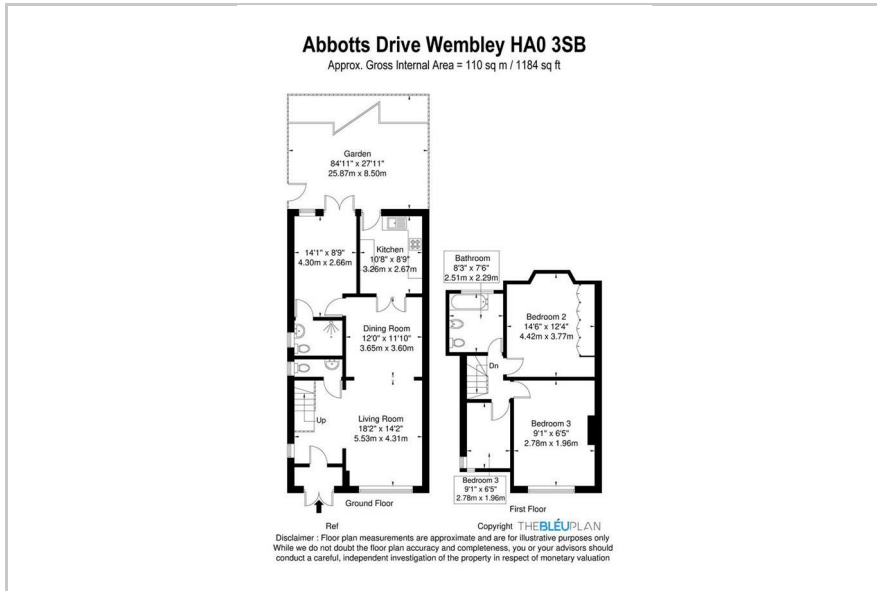 Abbotts Drive Wembley HA0 3SB
Approx. Gross Internal Area = 110 sq m / 1184 sq ft
Garden
84'11" x 27'11"
25.87m x 8.50m
14'1" x 8'9"
4.30m x 2.66m
Kitchen
10'8" x 8'9"
3.26m x 2.67m
Dining Room
12'0" x 11'10"
3.65m x 3.60m
Up
Living Room
18'2" x 14'2"
5.53m x 4.31m
Ground Floor
Bathroom
8'3" x 7'6"
2.51m x 2.29m
Bedroom 2
14'6" x 12'4"
4.42m x 3.77m
Dn
Bedroom 3
9'1" x 6'5"
2.78m x 1.96m
Bedroom 3
9'1" x 6'5"
2.78m x 1.96m
First Floor
Ref
Copyright THEBLÉUPLAN
Disclaimer : Floor plan measurements are approximate and are for illustrative purposes only
While we do not doubt the floor plan accuracy and completeness, you or your advisors should
conduct a careful, independent investigation of the property in respect of monetary valuation